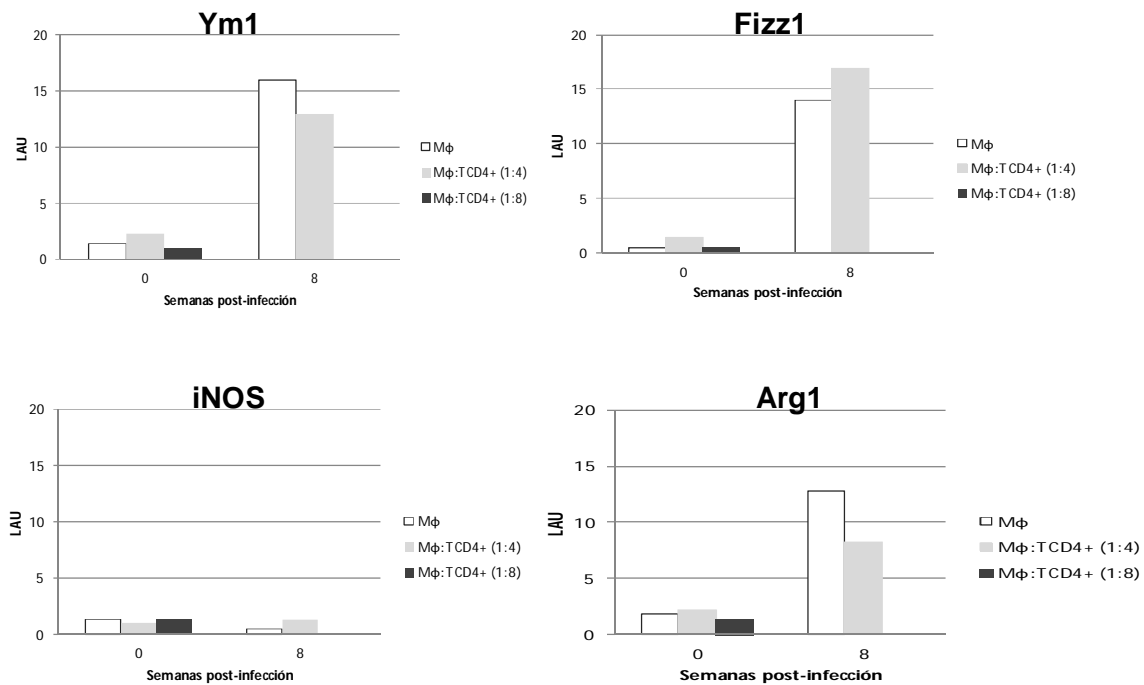 Ym1
20
15
10
5
0
LAU
0
8
Semanas post-infección
Mφ
Mφ:TCD4+ (1:4)
Mφ:TCD4+ (1:8)
Fizz1
20
15
10
5
0
LAU
0
8
Semanas post-infección
Mφ
Mφ:TCD4+ (1:4)
Mφ:TCD4+ (1:8)
iNOS
20
15
10
5
0
LAU
0
8
Semanas post-infección
Mφ
Mφ:TCD4+ (1:4)
Mφ:TCD4+ (1:8)
Arg1
20
15
10
5
0
LAU
0
8
Semanas post-infección
Mφ
Mφ:TCD4+ (1:4)
Mφ:TCD4+ (1:8)